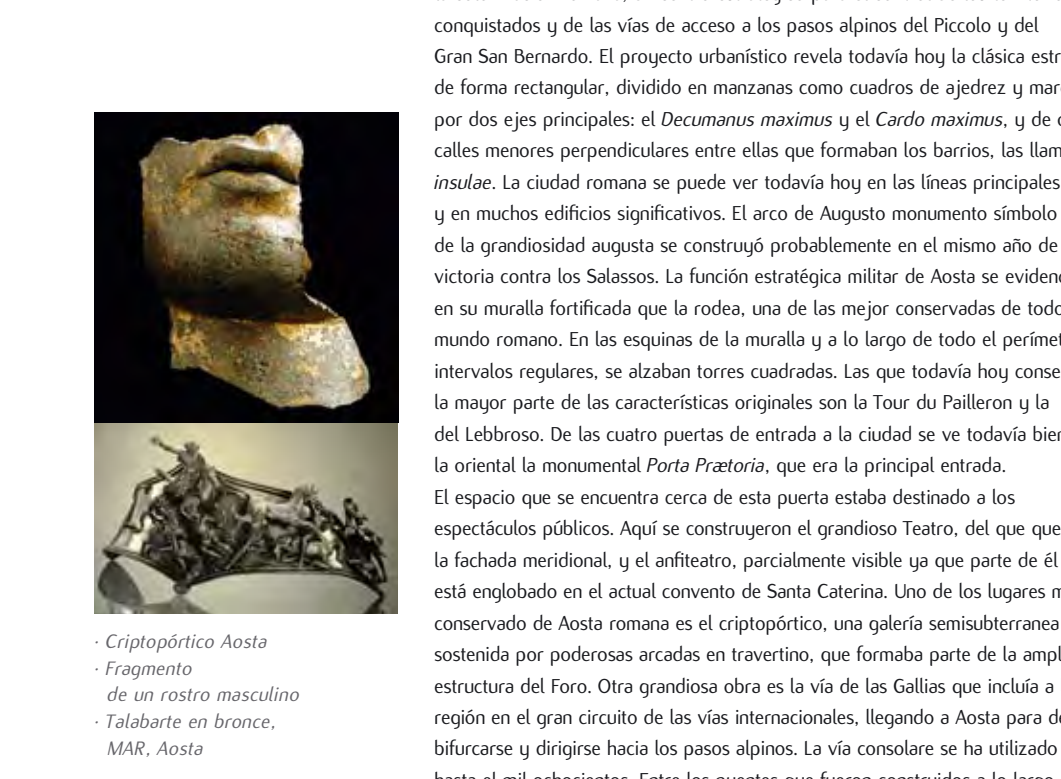 conquistados y de las vías de acceso a los pasos alpinos del Piccolo y del
Gran San Bernardo. El proyecto urbanístico revela todavía hoy la clásica
de forma rectangular, dividido en manzanas como cuadros de ajedrez y
por dos ejes principales: el Decumanus maximus y el Cardo maximus, y de
calles menores perpendiculares entre ellas que formaban los barrios, las
insulae. La ciudad romana se puede ver todavía hoy en las líneas principales
y en muchos edificios significativos. El arco de Augusto monumento símbolo
de la grandiosidad augusta se construyó probablemente en el mismo año de
victoria contra los Salassos. La función estratégica militar de Aosta se
en su muralla fortificada que la rodea, una de las mejor conservadas de
mundo romano. En las esquinas de la muralla y a lo largo de todo el
intervalos regulares, se alzaban torres cuadradas. Las que todavía hoy
la mayor parte de las características originales son la Tour du Pailleron y la
del Lebbroso. De las cuatro puertas de entrada a la ciudad se ve todavía
la oriental la monumental Porta Prætoria, que era la principal entrada.
El espacio que se encuentra cerca de esta puerta estaba destinado a los
espectáculos públicos. Aquí se construyeron el grandioso Teatro, del que
la fachada meridional, y el anfiteatro, parcialmente visible ya que parte de él
está englobado en el actual convento de Santa Caterina. Uno de los lugares
conservado de Aosta romana es el criptopórtico, una galería semisubterranea
sostenida por poderosas arcadas en travertino, que formaba parte de la
estructura del Foro. Otra grandiosa obra es la vía de las Gallias que incluía a
región en el gran circuito de las vías internacionales, llegando a Aosta para
bifurcarse y dirigirse hacia los pasos alpinos. La vía consolare se ha utilizado
· Criptopórtico Aosta
· Fragmento
de un rostro masculino
· Talabarte en bronce,
MAR, Aosta